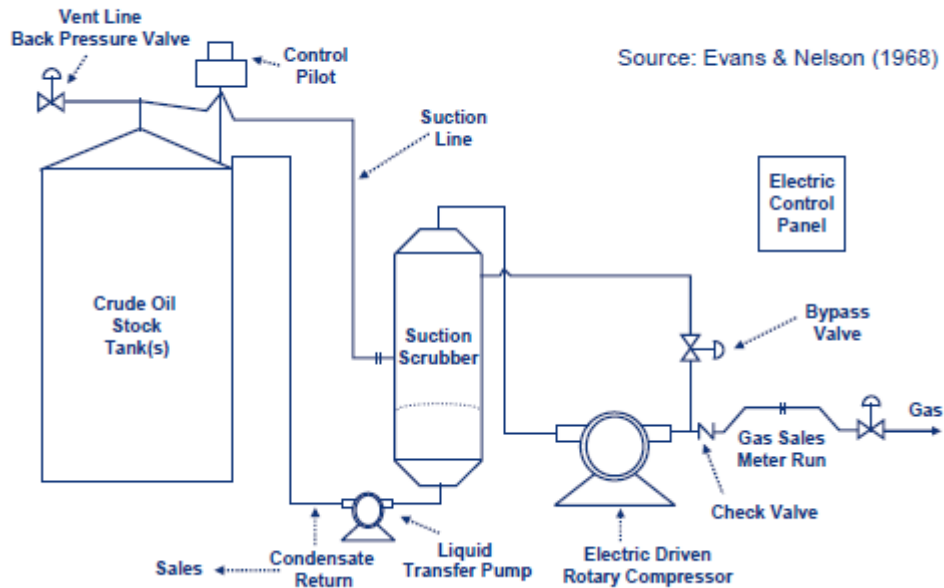 Vent Line
Back Pressure Valve
Control
Pilot
Source: Evans & Nelson (1968)
Suction
Line
Electric
Control
Panel
Crude Oil
Stock
Tank(s)
Suction
Scrubber
Bypass
Valve
Gas
Gas Sales
Meter Run
Check Valve
Sales
Condensate
Return
Liquid
Transfer Pump
Electric Driven
Rotary Compressor